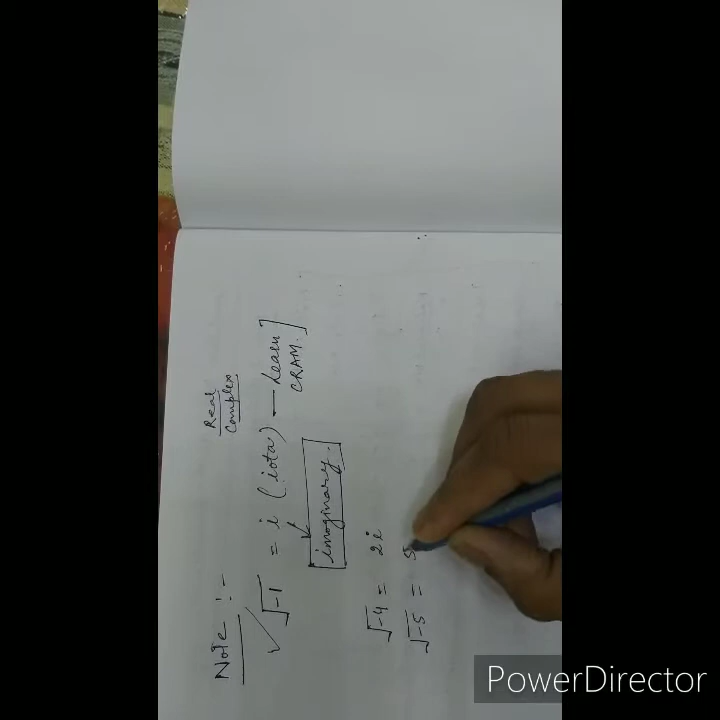 Real
Complex
Note :-
√-1 = i (iota) — Learn]
CRAM.]
[imaginary.]
√-4 = 2i
√-5 =
PowerDirector